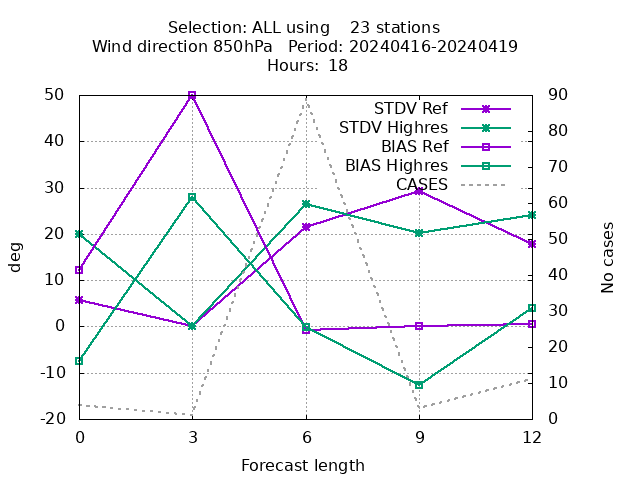 Selection: ALL using    23 stations
Wind direction 850hPa   Period: 20240416-20240419
Hours:  18
STDV Ref
STDV Highres
BIAS Ref
BIAS Highres
CASES
50
40
30
20
10
0
-10
-20
deg
90
80
70
60
50
40
30
20
10
0
No cases
0 3 6 9 12
Forecast length